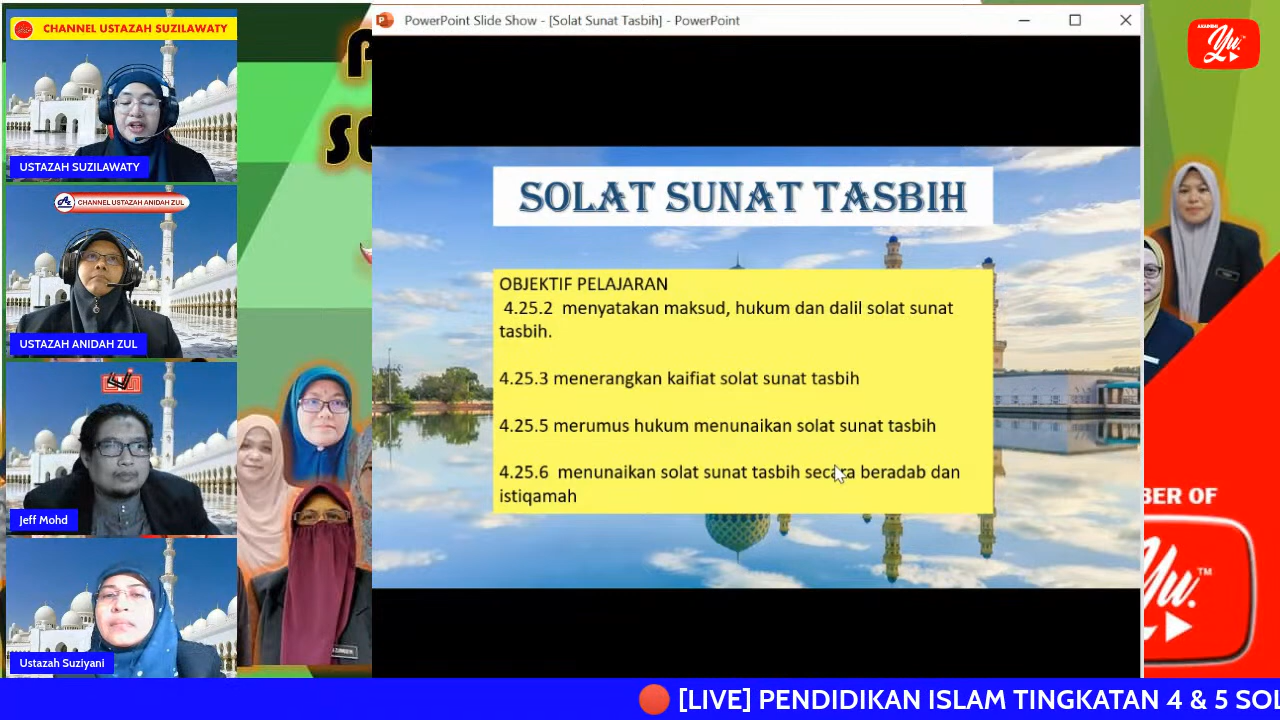 CHANNEL USTAZAH SUZILAWATY
USTAZAH SUZILAWATY
CHANNEL USTAZAH ANIDAH ZUL
USTAZAH ANIDAH ZUL
Jeff Mohd
Ustazah Suziyani
PowerPoint Slide Show - [Solat Sunat Tasbih] - PowerPoint
SOLAT SUNAT TASBIH
OBJEKTIF PELAJARAN
4.25.2 menyatakan maksud, hukum dan dalil solat sunat
tasbih.
4.25.3 menerangkan kaifiat solat sunat tasbih
4.25.5 merumus hukum menunaikan solat sunat tasbih
4.25.6 menunaikan solat sunat tasbih secara beradab dan
istiqamah
Yu.
BER OF
Yu.
TM
[LIVE] PENDIDIKAN ISLAM TINGKATAN 4 & 5 SOL